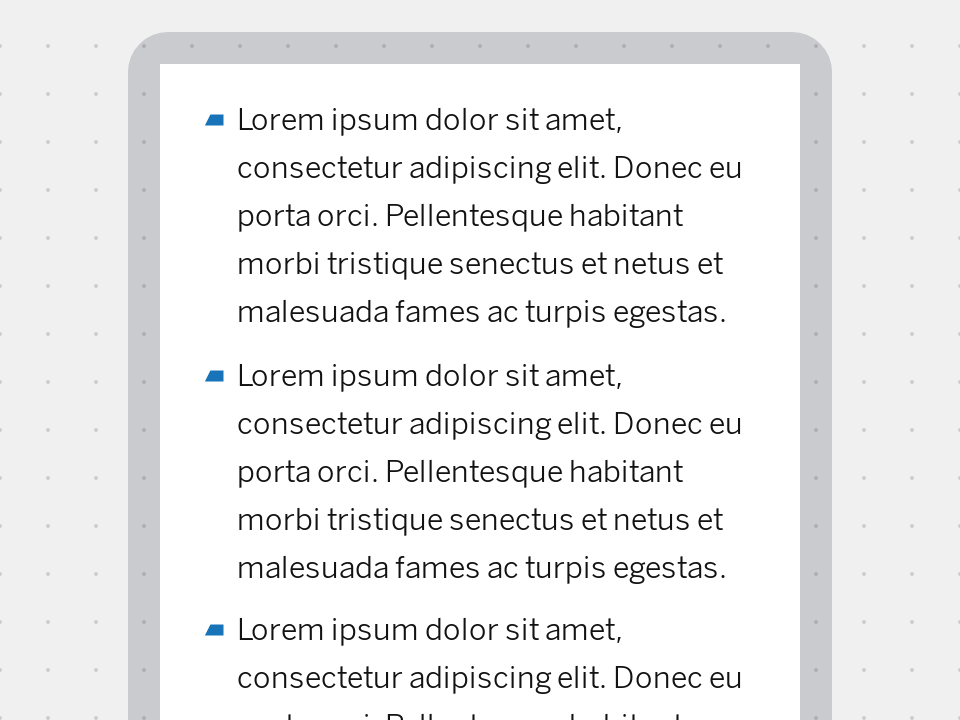 Lorem ipsum dolor sit amet,
consectetur adipiscing elit. Donec eu
porta orci. Pellentesque habitant
morbi tristique senectus et netus et
malesuada fames ac turpis egestas.
Lorem ipsum dolor sit amet,
consectetur adipiscing elit. Donec eu
porta orci. Pellentesque habitant
morbi tristique senectus et netus et
malesuada fames ac turpis egestas.
Lorem ipsum dolor sit amet,
consectetur adipiscing elit. Donec eu